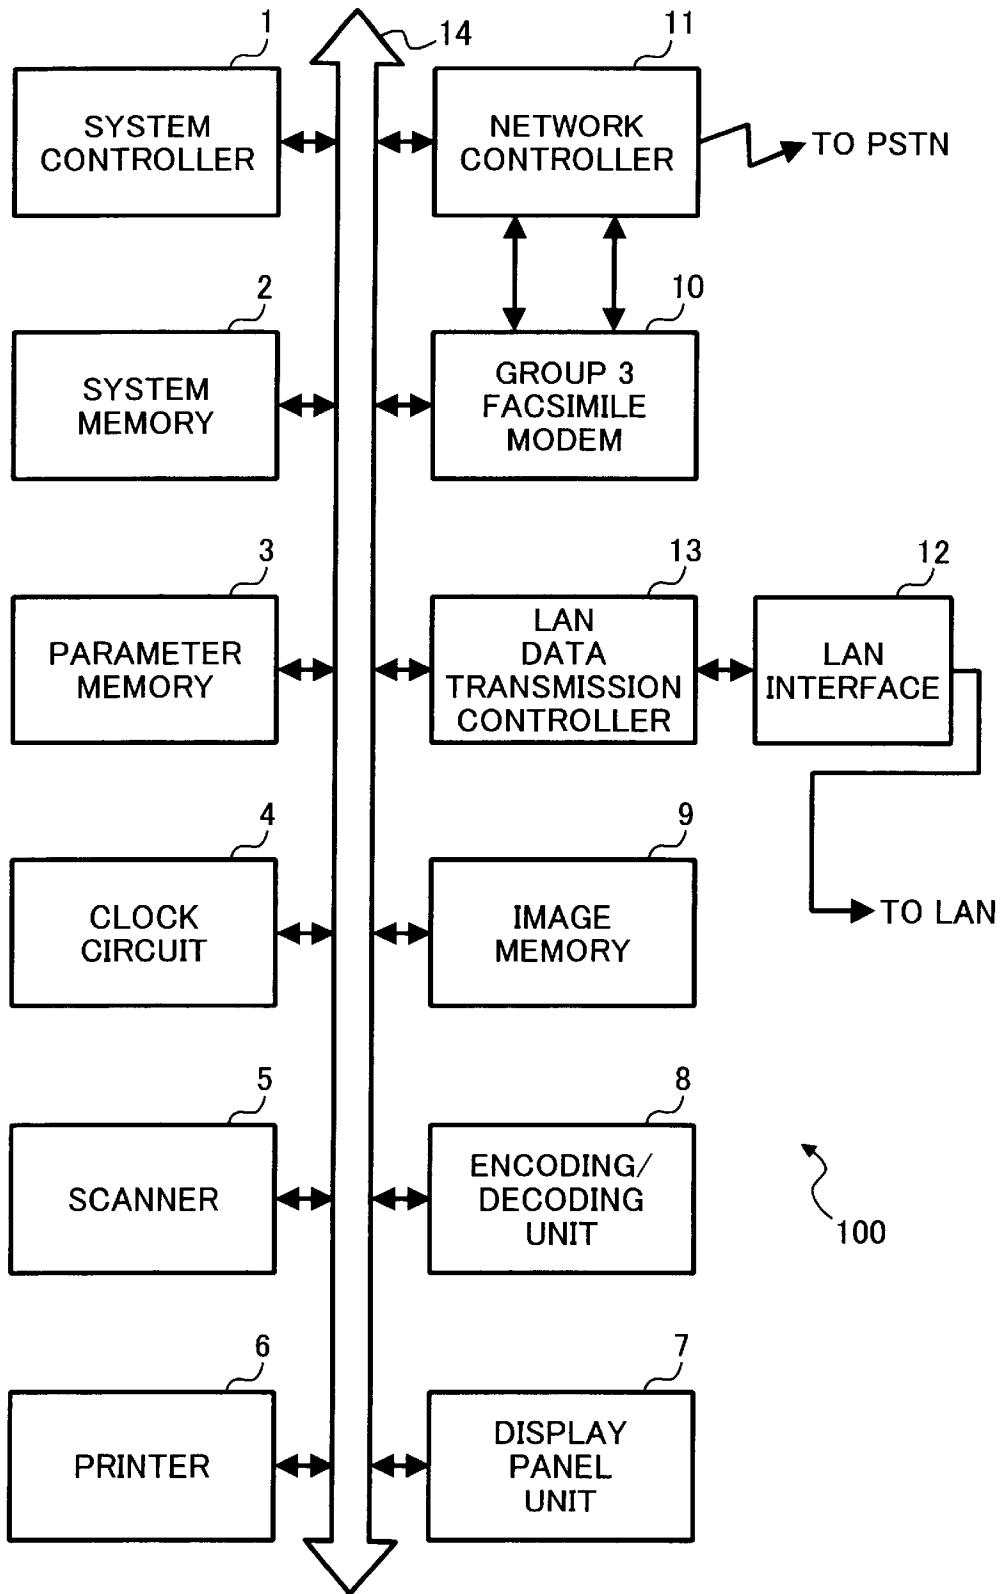 1
14
11
SYSTEM
CONTROLLER
NETWORK
CONTROLLER
TO PSTN
2
10
SYSTEM
MEMORY
GROUP 3
FACSIMILE
MODEM
3
13
12
PARAMETER
MEMORY
LAN
DATA
TRANSMISSION
CONTROLLER
LAN
INTERFACE
4
9
CLOCK
CIRCUIT
IMAGE
MEMORY
TO LAN
5
8
SCANNER
ENCODING/
DECODING
UNIT
100
6
7
PRINTER
DISPLAY
PANEL
UNIT